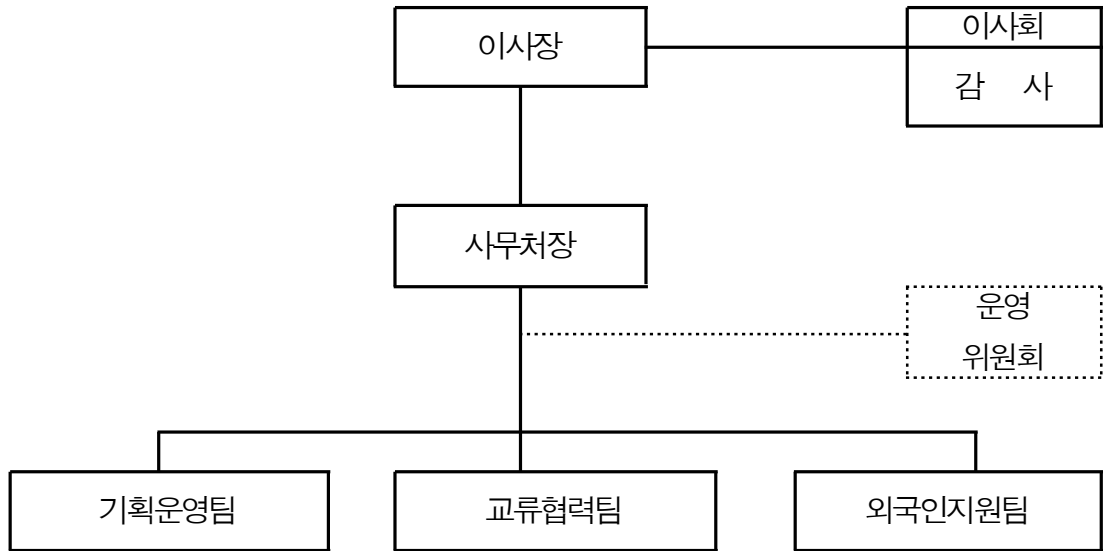 이사장
이사회
감 사
사무처장
운영
위원회
기획운영팀
교류협력팀
외국인지원팀